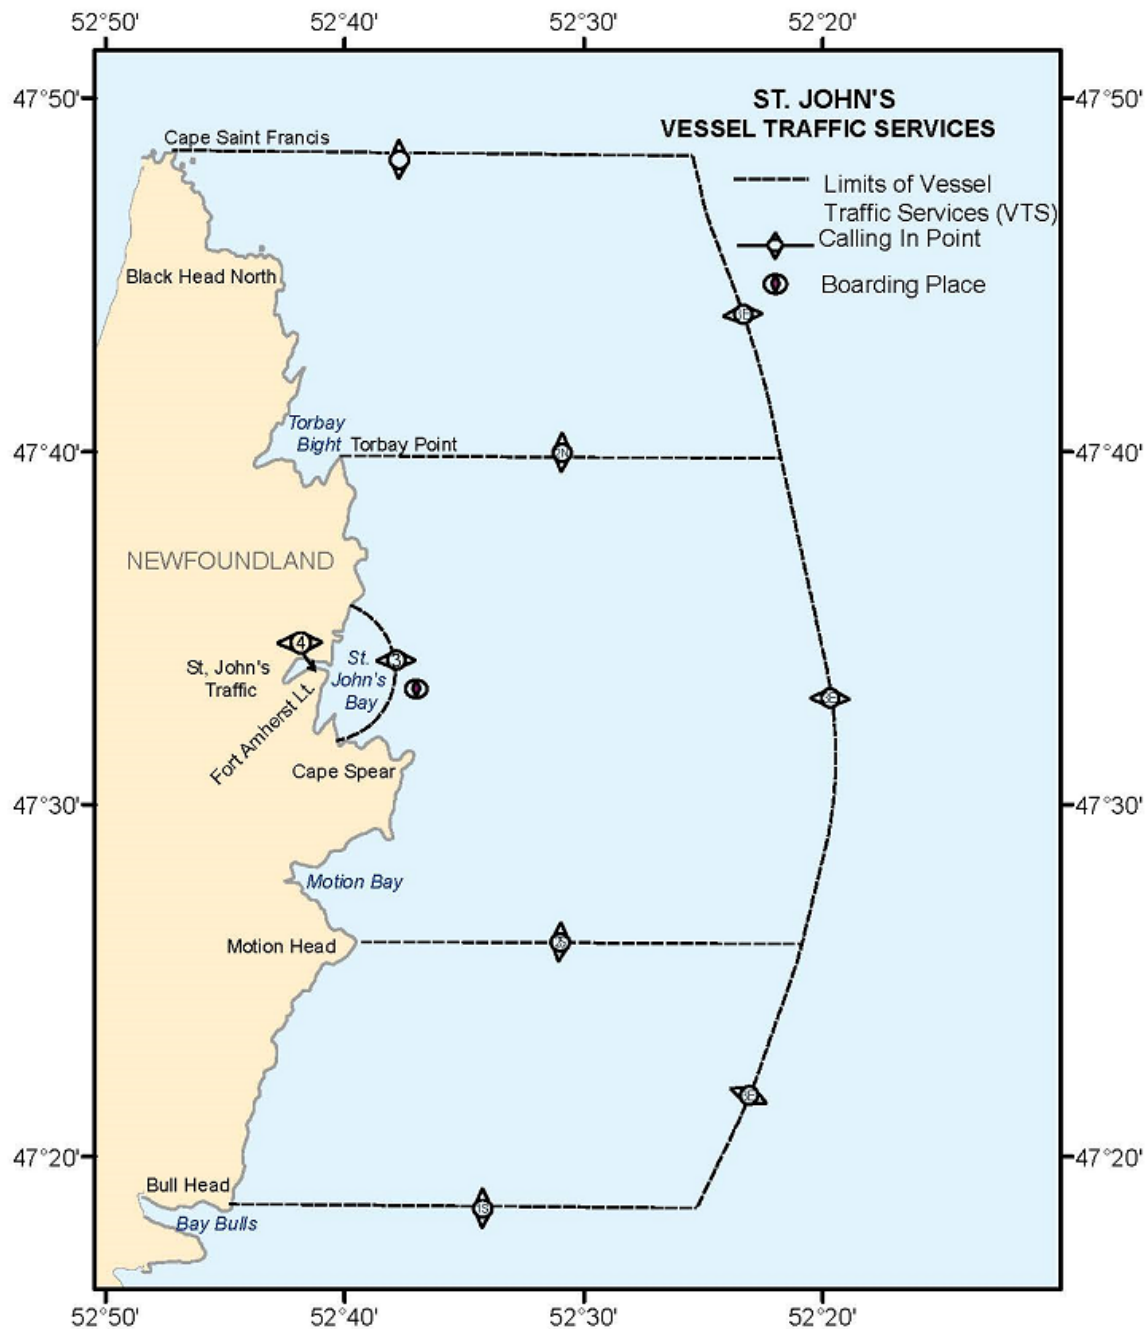 52°50' 52°40' 52°30' 52°20'
47°50' 47°50'
ST. JOHN'S
VESSEL TRAFFIC SERVICES
Cape Saint Francis
Limits of Vessel
Traffic Services (VTS)
Calling In Point
Black Head North
Boarding Place
1E
Torbay
Bight
Torbay Point
2N
47°40' 47°40'
NEWFOUNDLAND
4
St, John's
Traffic
St.
John's
Bay
3
Fort Amherst Lt.
Cape Spear
47°30' 47°30'
Motion Bay
Motion Head
2S
47°20' 47°20'
Bull Head
1S
Bay Bulls
52°50' 52°40' 52°30' 52°20'